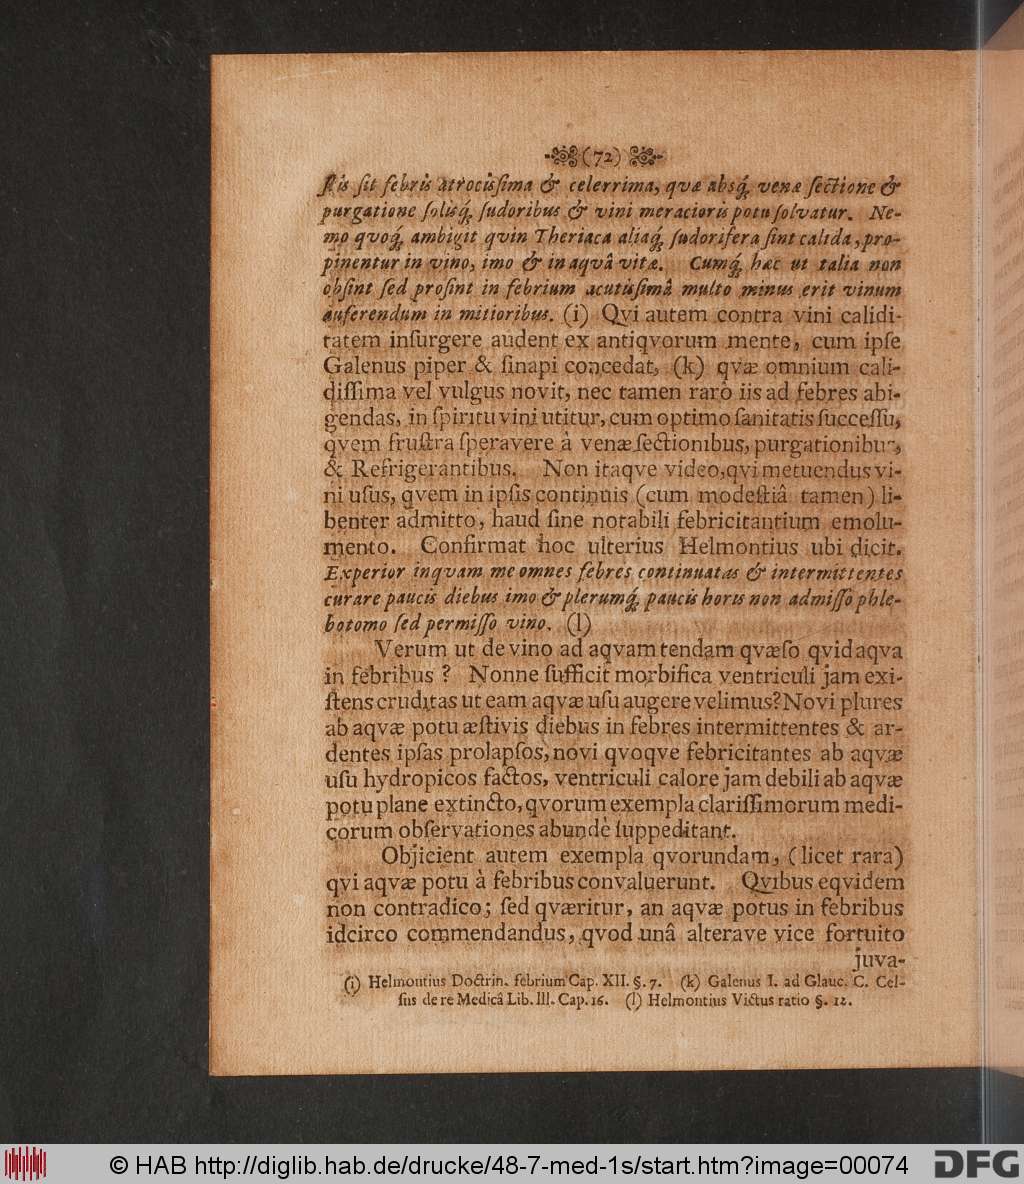 (72)
stis sit febris atrocissima & celerrima, qvæ absq́; venæ sectione &
purgatione solisq́; sudoribus & vini meracioris potu solvatur. Ne-
mo qvoq́; ambigit qvin Theriaca aliaq́; sudorifera sint calida, pro-
pinentur in vino, imo & in aqvâ vitæ. Cumq́; hæc ut talia non
obsint sed prosint in febrium acutissimâ multo minus erit vinum
auferendum in mitioribus. (i) Qvi autem contra vini calidi-
tatem insurgere audent ex antiqvorum mente, cum ipse
Galenus piper & sinapi concedat, (k) qvæ omnium cali-
dissima vel vulgus novit, nec tamen rarò iis ad febres abi-
gendas, in spiritu vini utitur, cum optimo sanitatis successu,
qvem frustra speravere à venæ sectionibus, purgationibus,
& Refrigerantibus. Non itaqve video, qvi metuendus vi-
ni usus, qvem in ipsis continuis (cum modestiâ tamen) li-
benter admitto, haud sine notabili febricitantium emolu-
mento. Confirmat hoc ulterius Helmontius ubi dicit.
Experior inqvam me omnes febres continuatas & intermittentes
curare paucis diebus imo & plerumq́; paucis horis non admisso phle-
botomo sed permisso vino. (l)
Verum ut de vino ad aqvam tendam qvæso qvid aqva
in febribus? Nonne sufficit morbifica ventriculi jam exi-
stens cruditas ut eam aqvæ usu augere velimus? Novi plures
ab aqvæ potu æstivis diebus in febres intermittentes & ar-
dentes ipsas prolapsos, novi qvoqve febricitantes ab aqvæ
usu hydropicos factos, ventriculi calore jam debili ab aqvæ
potu plane extincto, qvorum exempla clarissimorum medi-
corum observationes abundè suppeditant.
Objicient autem exempla qvorundam, (licet rara)
qvi aqvæ potu à febribus convaluerunt. Qvibus eqvidem
non contradico; sed qværitur, an aqvæ potus in febribus
idcirco commendandus, qvod unâ alterave vice fortuito
juva-
(i) Helmontius Doctrin. febrium Cap. XII. §. 7. (k) Galenus I. ad Glauc. C. Cel-
sus de re Medicâ Lib. III. Cap. 16. (l) Helmontius Victus ratio §. 12.
© HAB http://diglib.hab.de/drucke/48-7-med-1s/start.htm?image=00074
DFG